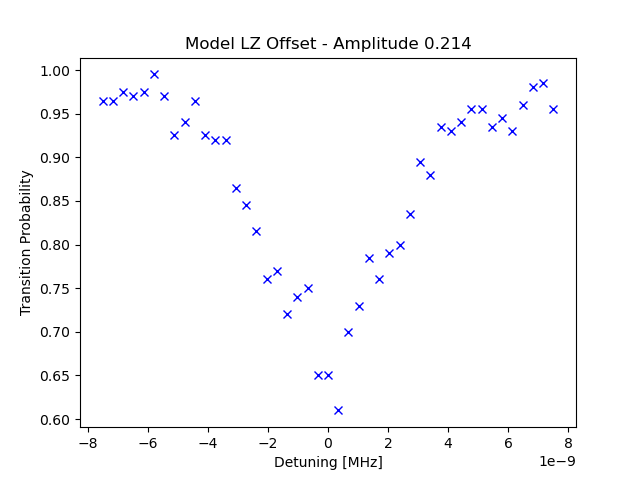 Model LZ Offset - Amplitude 0.214
Transition Probability
1.00
0.95
0.90
0.85
0.80
0.75
0.70
0.65
0.60
−8 −6 −4 −2 0 2 4 6 8
1e−9
Detuning [MHz]